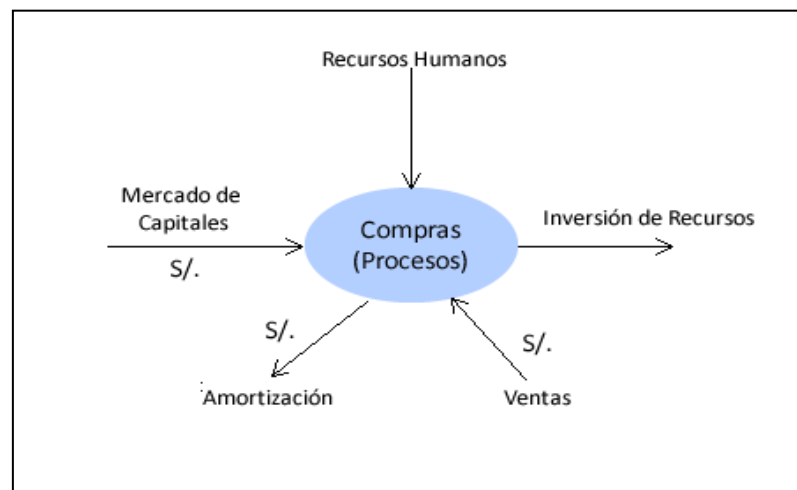 Recursos Humanos
Mercado de
Capitales
S/.
Compras
(Procesos)
Inversión de Recursos
S/.
Amortización
S/.
Ventas